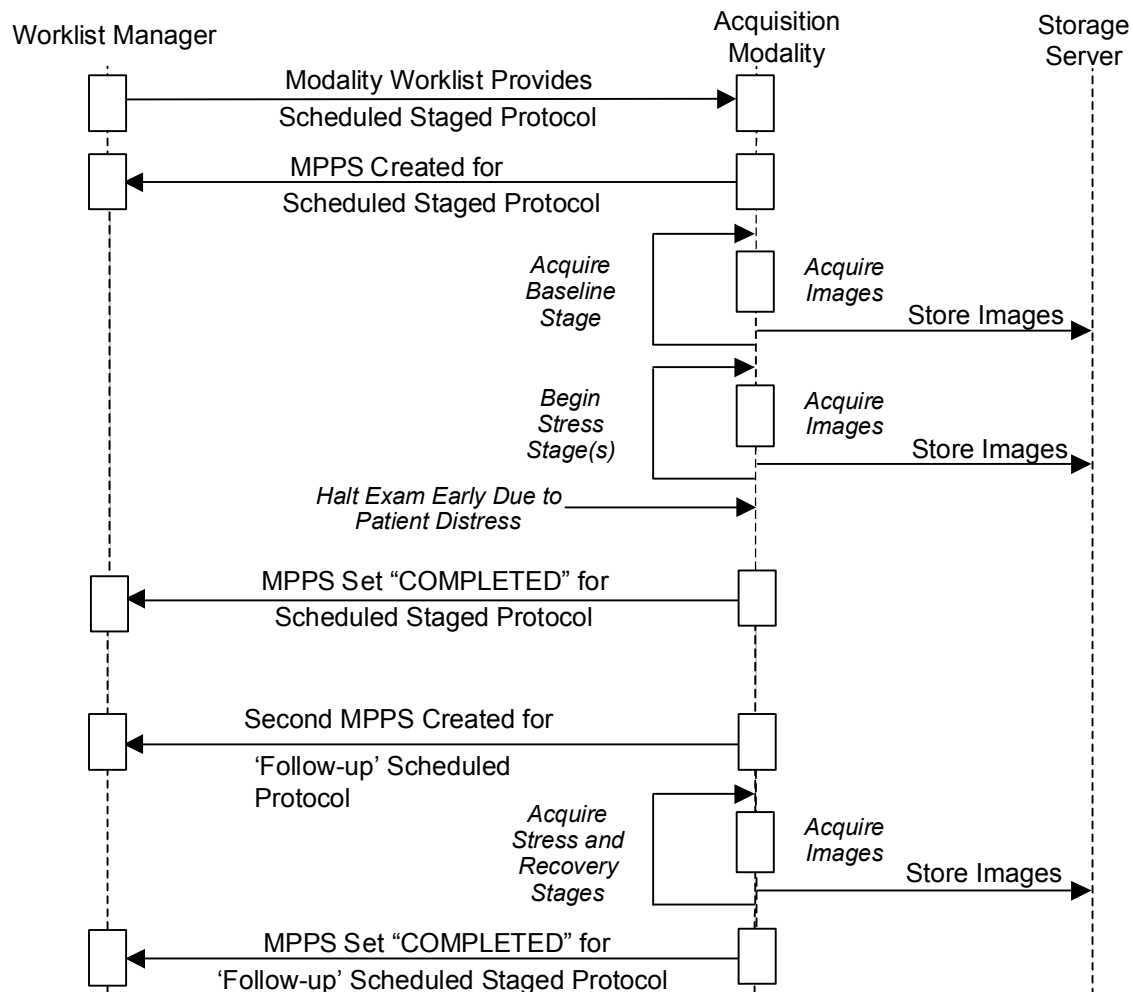 Worklist Manager
Acquisition
Modality
Storage
Server
Modality Worklist Provides
Scheduled Staged Protocol
MPPS Created for
Scheduled Staged Protocol
Acquire
Baseline
Stage
Acquire
Images
Store Images
Begin
Stress
Stage(s)
Acquire
Images
Store Images
Halt Exam Early Due to
Patient Distress
MPPS Set “COMPLETED” for
Scheduled Staged Protocol
Second MPPS Created for
‘Follow-up’ Scheduled
Protocol
Acquire
Stress and
Recovery
Stages
Acquire
Images
Store Images
MPPS Set “COMPLETED” for
‘Follow-up’ Scheduled Staged Protocol